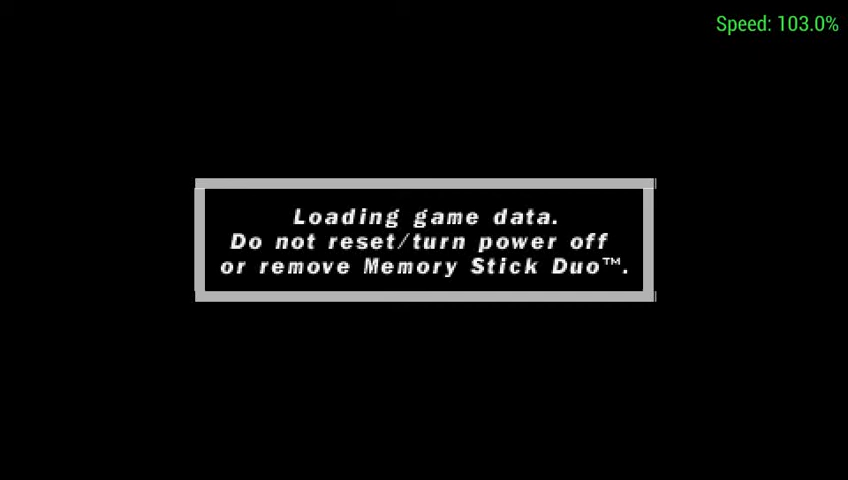 Speed: 103.0%
Loading game data.
Do not reset/turn power off
or remove Memory Stick Duo™.